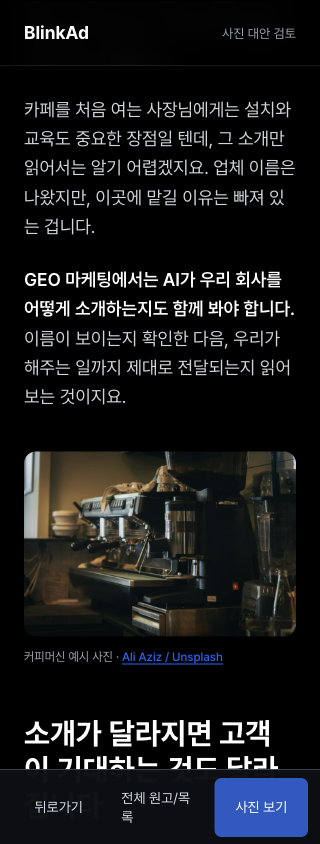 BlinkAd
사진 대안 검토
카페를 처음 여는 사장님에게는 설치와
교육도 중요한 장점일 텐데, 그 소개만
읽어서는 알기 어렵겠지요. 업체 이름은
나왔지만, 이곳에 맡길 이유는 빠져 있
는 겁니다.
GEO 마케팅에서는 AI가 우리 회사를
어떻게 소개하는지도 함께 봐야 합니다.
이름이 보이는지 확인한 다음, 우리가
해주는 일까지 제대로 전달되는지 읽어
보는 것이지요.
커피머신 예시 사진 · Ali Aziz / Unsplash
소개가 달라지면 고객
이 기대하는 것도 달라
뒤로가기
전체 원고/목
록
사진 보기